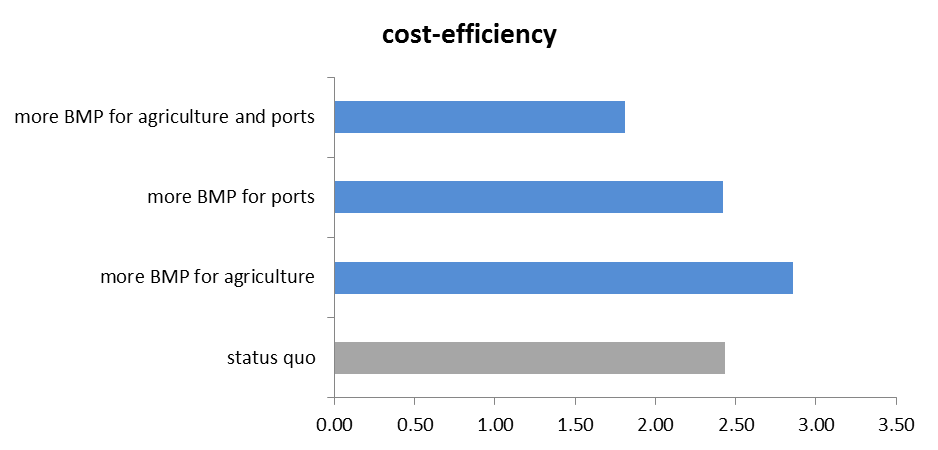 cost-efficiency
more BMP for agriculture and ports
more BMP for ports
more BMP for agriculture
status quo
0.00 0.50 1.00 1.50 2.00 2.50 3.00 3.50